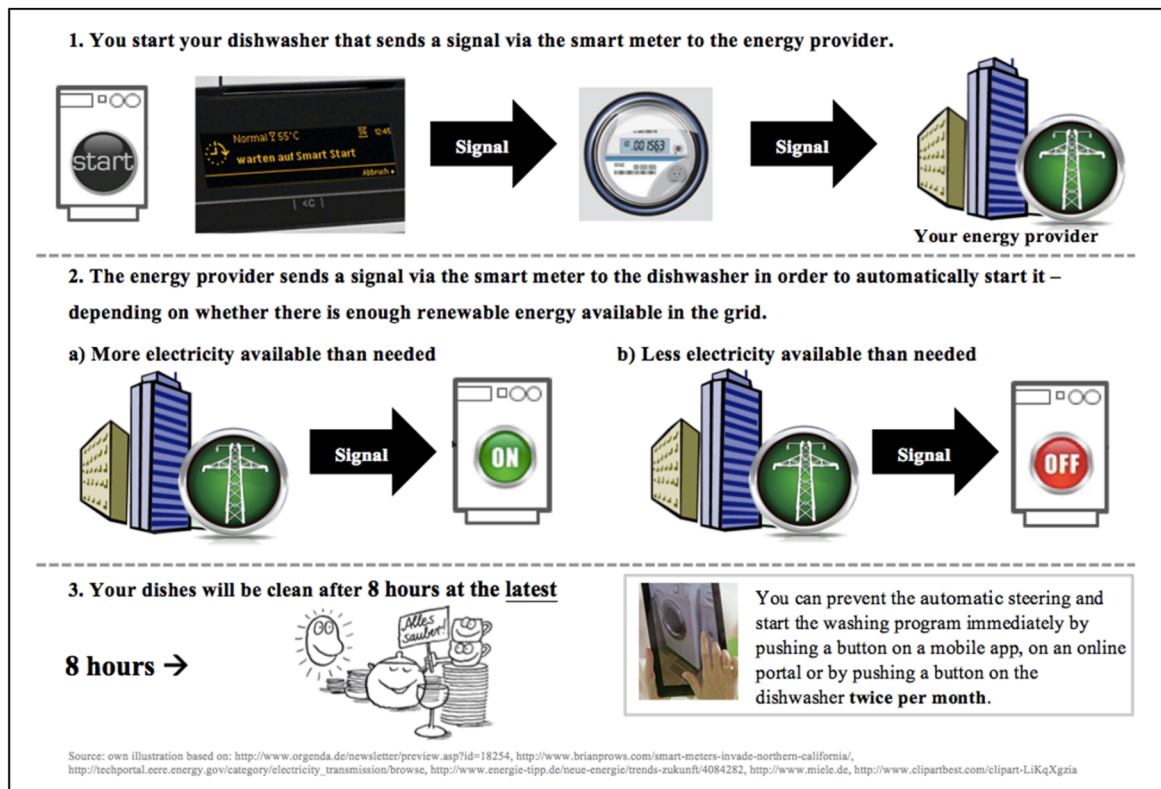 1. You start your dishwasher that sends a signal via the smart meter to the energy provider.
start
Normal 55°C 12:45
warten auf Smart Start
Abbruch
<C
Signal
.001563
Signal
Your energy provider
2. The energy provider sends a signal via the smart meter to the dishwasher in order to automatically start it –
depending on whether there is enough renewable energy available in the grid.
a) More electricity available than needed
b) Less electricity available than needed
Signal
ON
Signal
OFF
3. Your dishes will be clean after 8 hours at the latest
8 hours →
Alles
sauber!
You can prevent the automatic steering and
start the washing program immediately by
pushing a button on a mobile app, on an online
portal or by pushing a button on the
dishwasher twice per month.
Source: own illustration based on: http://www.orgenda.de/newsletter/preview.asp?id=18254, http://www.brianprows.com/smart-meters-invade-northern-california/,
http://techportal.eere.energy.gov/category/electricity_transmission/browse, http://www.energie-tipp.de/neue-energie/trends-zukunft/4084282, http://www.miele.de, http://www.clipartbest.com/clipart-LiKqXgzia